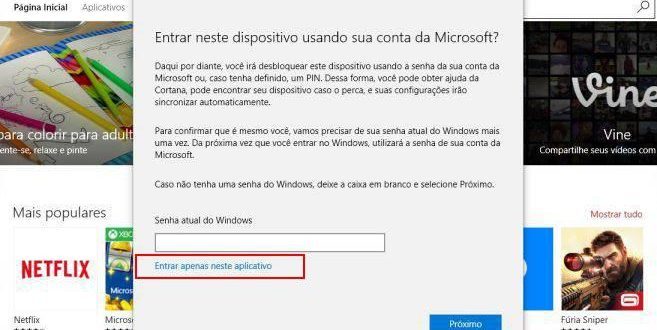 Página Inicial Aplicativos
Entrar neste dispositivo usando sua conta da Microsoft?
Daqui por diante, você irá desbloquear este dispositivo usando a senha da sua conta da
Microsoft ou, caso tenha definido, um PIN. Dessa forma, você pode obter ajuda da
Cortana, pode encontrar seu dispositivo caso o perca, e suas configurações irão
sincronizar automaticamente.
Para confirmar que é mesmo você, vamos precisar de sua senha atual do Windows mais
uma vez. Da próxima vez que você entrar no Windows, utilizará a senha de sua conta da
Microsoft.
Caso não tenha uma senha do Windows, deixe a caixa em branco e selecione Próximo.
Senha atual do Windows
Entrar apenas neste aplicativo
Próximo
para colorir para adult
nte-se, relaxe e pinte
Vine
Vine
Compartilhe seus vídeos com
Mais populares
Mostrar tudo
NETFLIX
XBO
Netflix
Micros
Fúria Sniper